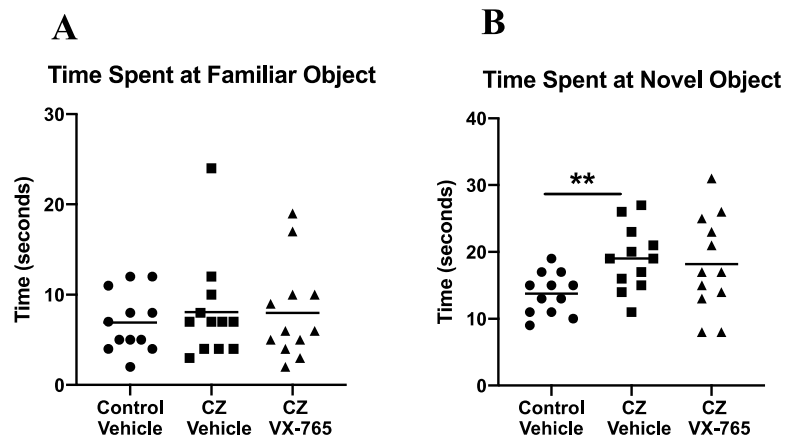 A
Time Spent at Familiar Object
Time (seconds)
30
20
10
0
Control
Vehicle
CZ
Vehicle
CZ
VX-765
B
Time Spent at Novel Object
Time (seconds)
40
30
20
10
0
**
Control
Vehicle
CZ
Vehicle
CZ
VX-765